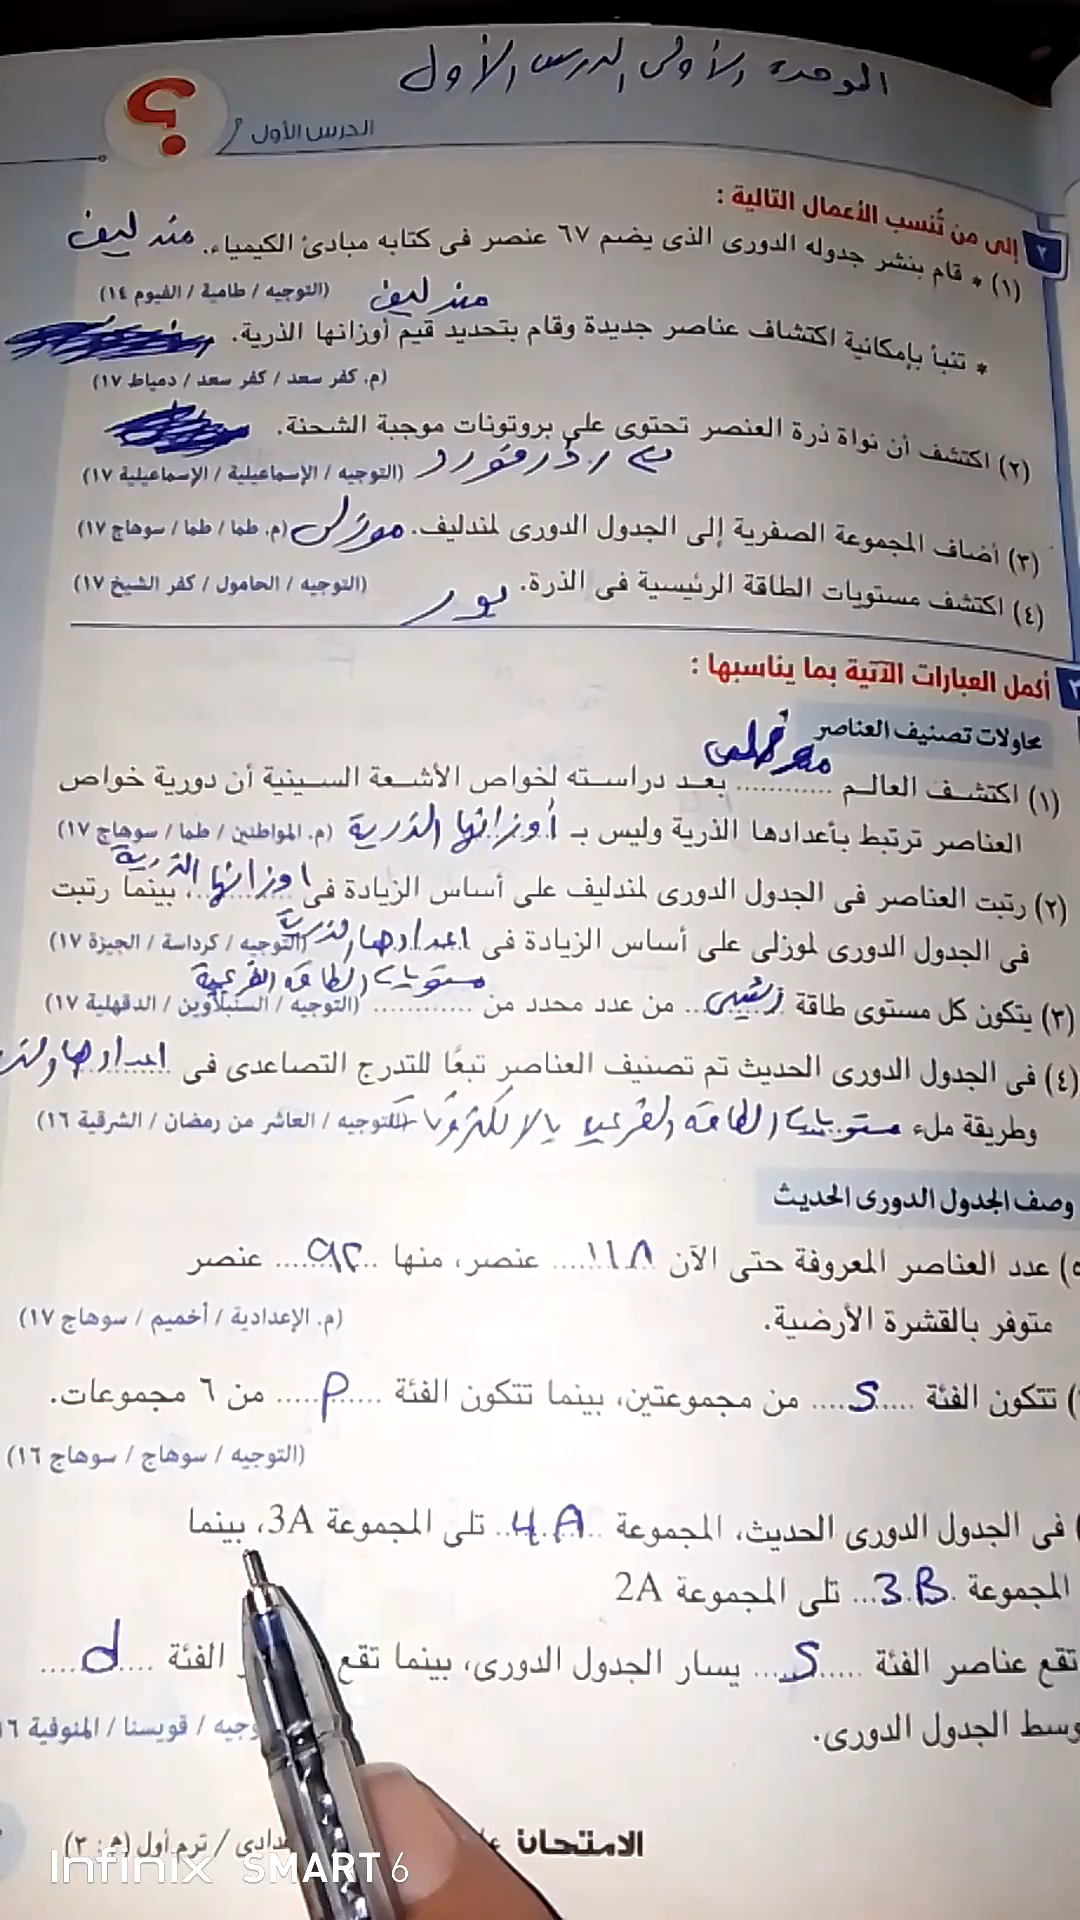 الوحدة الأولى الدرس الأول
الدرس الأول
؟
٢ إلى من تُنسب الأعمال التالية :
(١) * قام بنشر جدوله الدورى الذى يضم ٦٧ عنصر فى كتابه مبادئ الكيمياء. مندليف
(التوجيه / طامية / الفيوم ١٤) مندليف
* تنبأ بإمكانية اكتشاف عناصر جديدة وقام بتحديد قيم أوزانها الذرية.
(م. كفر سعد / كفر سعد / دمياط ١٧)
(٢) اكتشف أن نواة ذرة العنصر تحتوى على بروتونات موجبة الشحنة.
رذرفورد (التوجيه / الإسماعيلية / الإسماعيلية ١٧)
(٣) أضاف المجموعة الصفرية إلى الجدول الدورى لمندليف. موزلى (م. طما / طما / سوهاج ١٧)
(٤) اكتشف مستويات الطاقة الرئيسية فى الذرة. بور (التوجيه / الحامول / كفر الشيخ ١٧)
٣ أكمل العبارات الآتية بما يناسبها :
محاولات تصنيف العناصر
(١) اكتشف العالم ............ بعد دراسته لخواص الأشعة السينية أن دورية خواص
العناصر ترتبط بأعدادها الذرية وليس بـ أوزانها الذرية (م. المواطنين / طما / سوهاج ١٧)
(٢) رتبت العناصر فى الجدول الدورى لمندليف على أساس الزيادة فى اوزانها الذرية، بينما رتبت
فى الجدول الدورى لموزلى على أساس الزيادة فى اعدادها الذرية (التوجيه / كرداسة / الجيزة ١٧)
(٣) يتكون كل مستوى طاقة رئيسى من عدد محدد من مستويات الطاقة الفرعية (التوجيه / السنبلاوين / الدقهلية ١٧)
(٤) فى الجدول الدورى الحديث تم تصنيف العناصر تبعًا للتدرج التصاعدى فى اعدادها
وطريقة ملء مستويات الطاقة الفرعية بالالكترونات (التوجيه / العاشر من رمضان / الشرقية ١٦)
وصف الجدول الدورى الحديث
عدد العناصر المعروفة حتى الآن ١١٨ عنصر، منها ٩٢ عنصر
متوفر بالقشرة الأرضية. (م. الإعدادية / أخميم / سوهاج ١٧)
تتكون الفئة S من مجموعتين، بينما تتكون الفئة P من ٦ مجموعات.
(التوجيه / سوهاج / سوهاج ١٦)
فى الجدول الدورى الحديث، المجموعة 4A تلى المجموعة 3A، بينما
المجموعة 3B تلى المجموعة 2A
تقع عناصر الفئة S يسار الجدول الدورى، بينما تقع الفئة d
وسط الجدول الدورى. وجيه / قويسنا / المنوفية ١٦
الامتحان دادى / ترم أول (م: ٢)
Infinix SMART 6